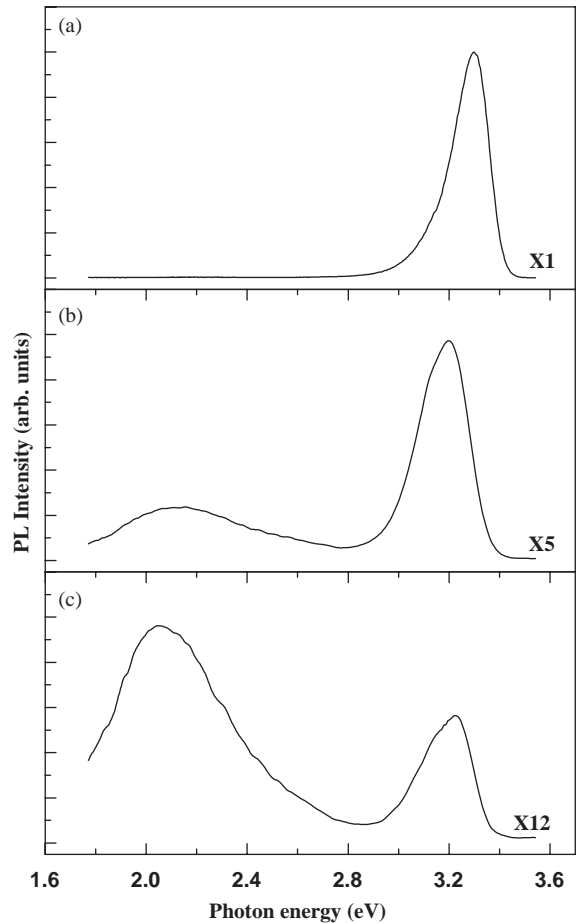 (a)
X1
(b)
X5
(c)
X12
PL Intensity (arb. units)
1.6 2.0 2.4 2.8 3.2 3.6
Photon energy (eV)